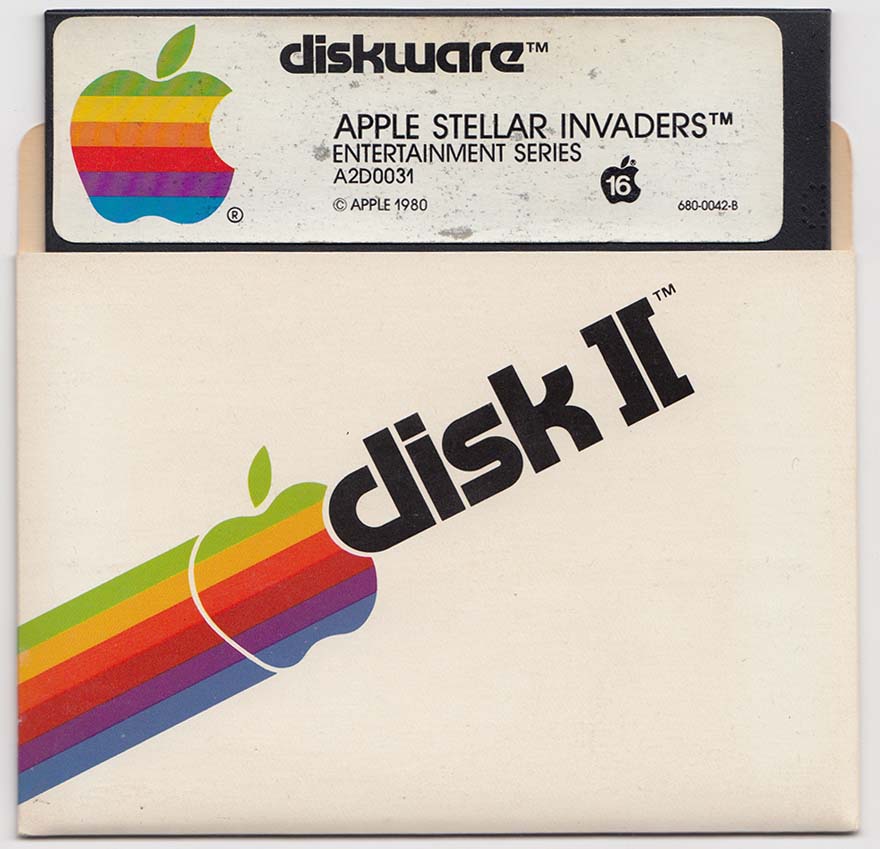 diskware™
APPLE STELLAR INVADERS™
ENTERTAINMENT SERIES
A2D0031
16 ®
© APPLE 1980
680-0042-B
®
disk II™